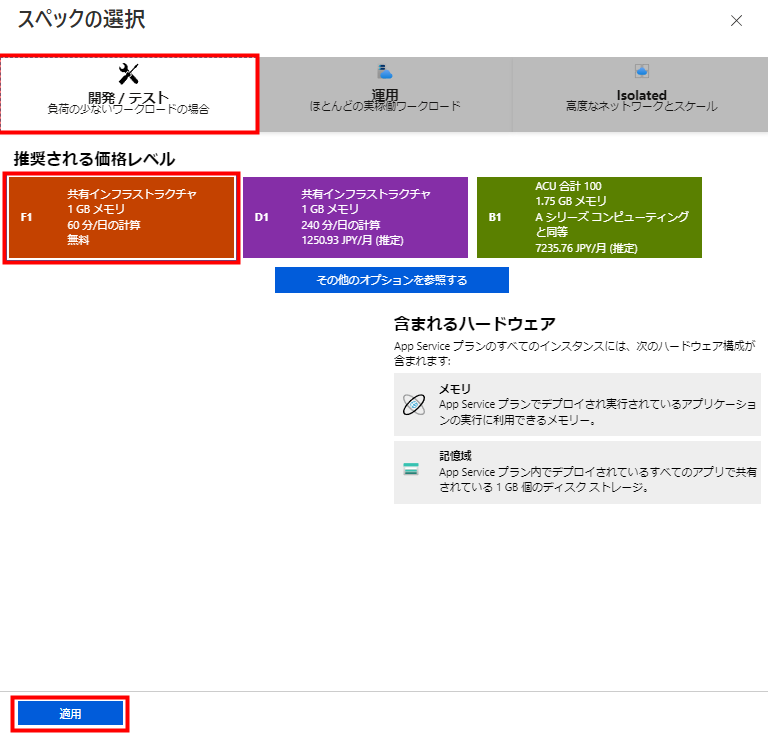 スペックの選択
開発 / テスト
負荷の少ないワークロードの場合
運用
ほとんどの実稼働ワークロード
Isolated
高度なネットワークとスケール
推奨される価格レベル
F1
共有インフラストラクチャ
1 GB メモリ
60 分/日の計算
無料
D1
共有インフラストラクチャ
1 GB メモリ
240 分/日の計算
1250.93 JPY/月 (推定)
B1
ACU 合計 100
1.75 GB メモリ
A シリーズ コンピューティング
と同等
7235.76 JPY/月 (推定)
その他のオプションを参照する
含まれるハードウェア
App Service プランのすべてのインスタンスには、次のハードウェア構成が
含まれます:
メモリ
App Service プランでデプロイされ実行されているアプリケーショ
ンの実行に利用できるメモリー。
記憶域
App Service プラン内でデプロイされているすべてのアプリで共有
されている 1 GB 個のディスク ストレージ。
適用